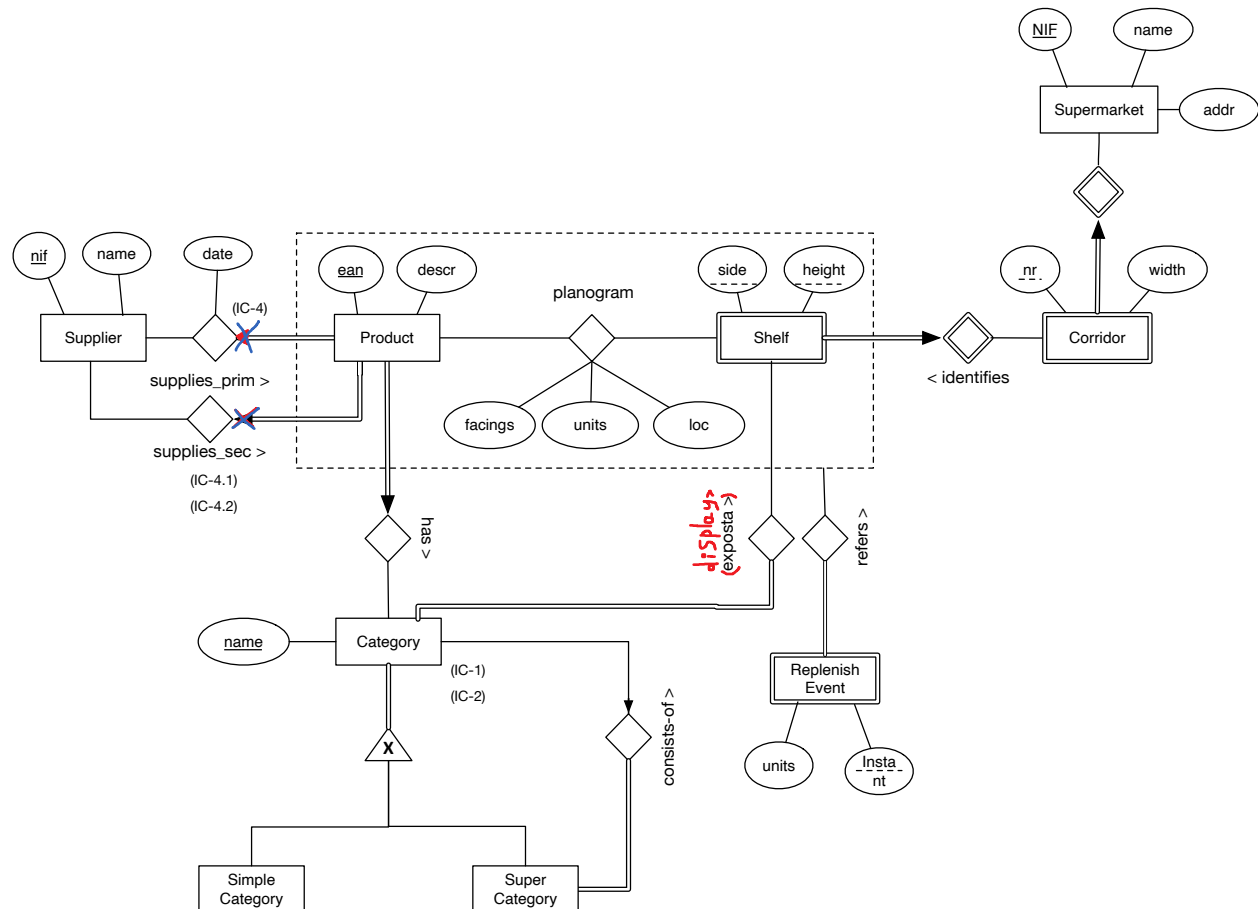 NIF
name
Supermarket
addr
nif
name
date
ean
descr
side
height
nr
width
planogram
(IC-4)
Supplier
Product
Shelf
Corridor
supplies_prim >
< identifies
facings
units
loc
supplies_sec >
(IC-4.1)
(IC-4.2)
has >
display>
(exposta >)
refers >
name
Category
(IC-1)
(IC-2)
Replenish
Event
consists-of >
X
units
Insta
nt
Simple
Category
Super
Category